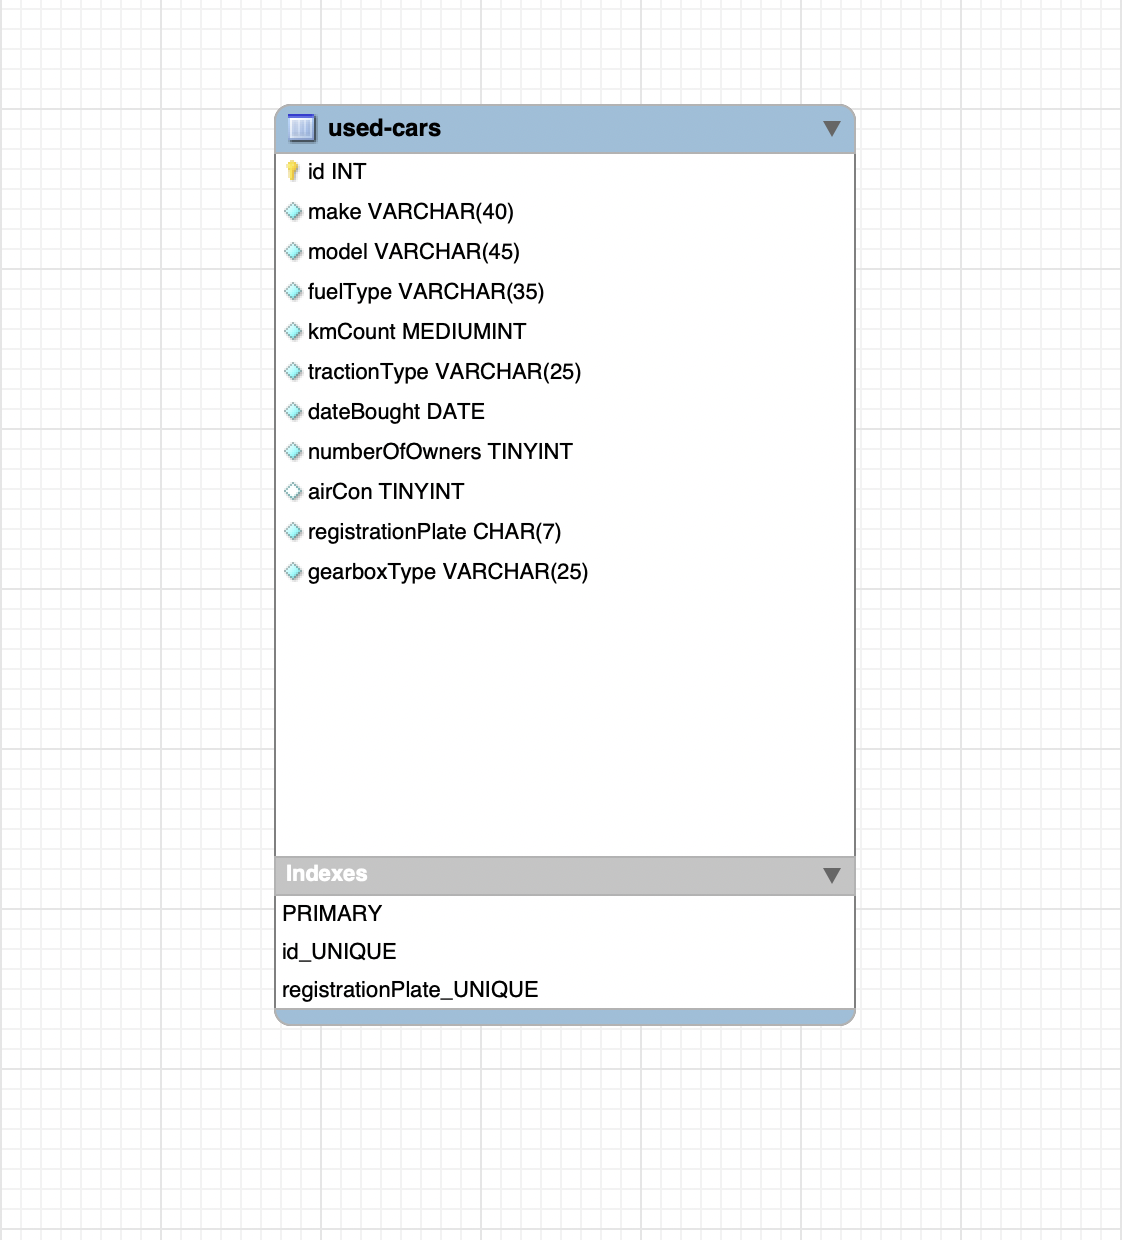 used-cars
id INT
make VARCHAR(40)
model VARCHAR(45)
fuelType VARCHAR(35)
kmCount MEDIUMINT
tractionType VARCHAR(25)
dateBought DATE
numberOfOwners TINYINT
airCon TINYINT
registrationPlate CHAR(7)
gearboxType VARCHAR(25)
Indexes
PRIMARY
id_UNIQUE
registrationPlate_UNIQUE